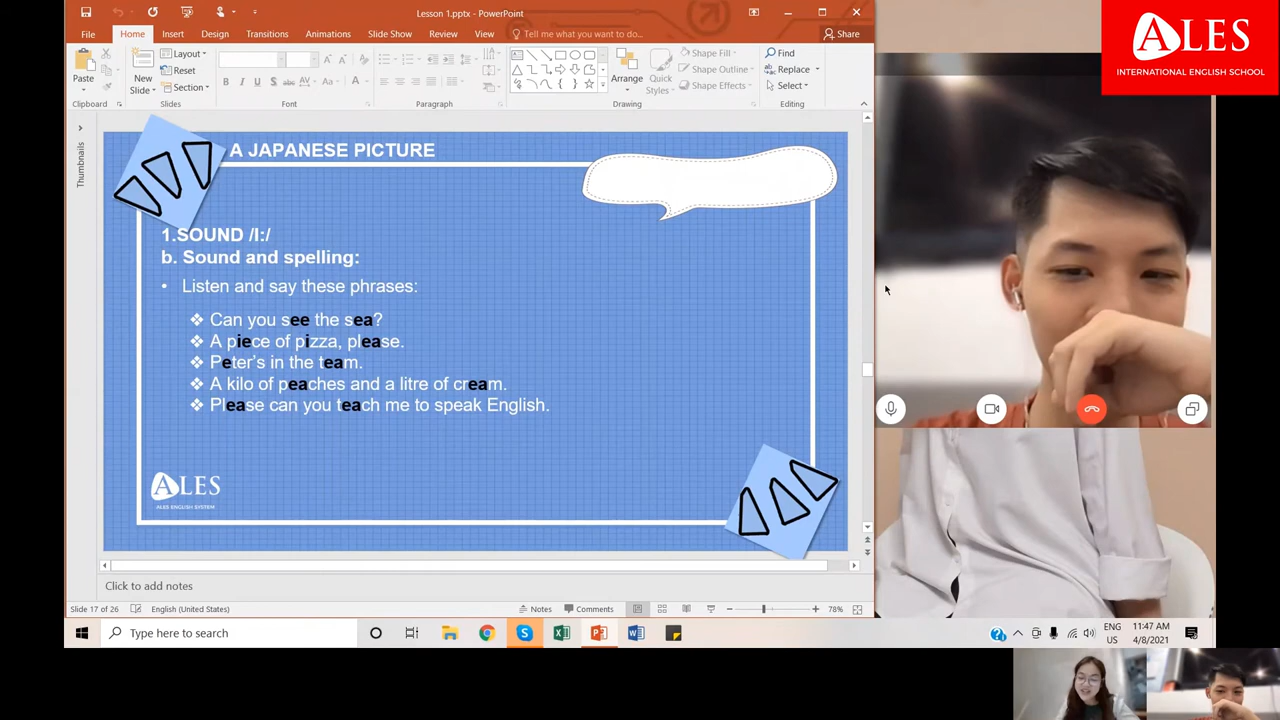 Lesson 1.pptx - PowerPoint
File Home Insert Design Transitions Animations Slide Show Review View Tell me what you want to do... Share
Paste
New Slide
Layout
Reset
Section
B I U S abc AV Aa A
Arrange
Quick Styles
Shape Fill
Shape Outline
Shape Effects
Find
Replace
Select
Clipboard Slides Font Paragraph Drawing Editing
ALES
INTERNATIONAL ENGLISH SCHOOL
Thumbnails
A JAPANESE PICTURE
1.SOUND /I:/
b. Sound and spelling:
• Listen and say these phrases:
❖ Can you see the sea?
❖ A piece of pizza, please.
❖ Peter's in the team.
❖ A kilo of peaches and a litre of cream.
❖ Please can you teach me to speak English.
ALES
ALES ENGLISH SYSTEM
Click to add notes
Slide 17 of 26 English (United States) Notes Comments 78%
Type here to search
ENG
US
11:47 AM
4/8/2021